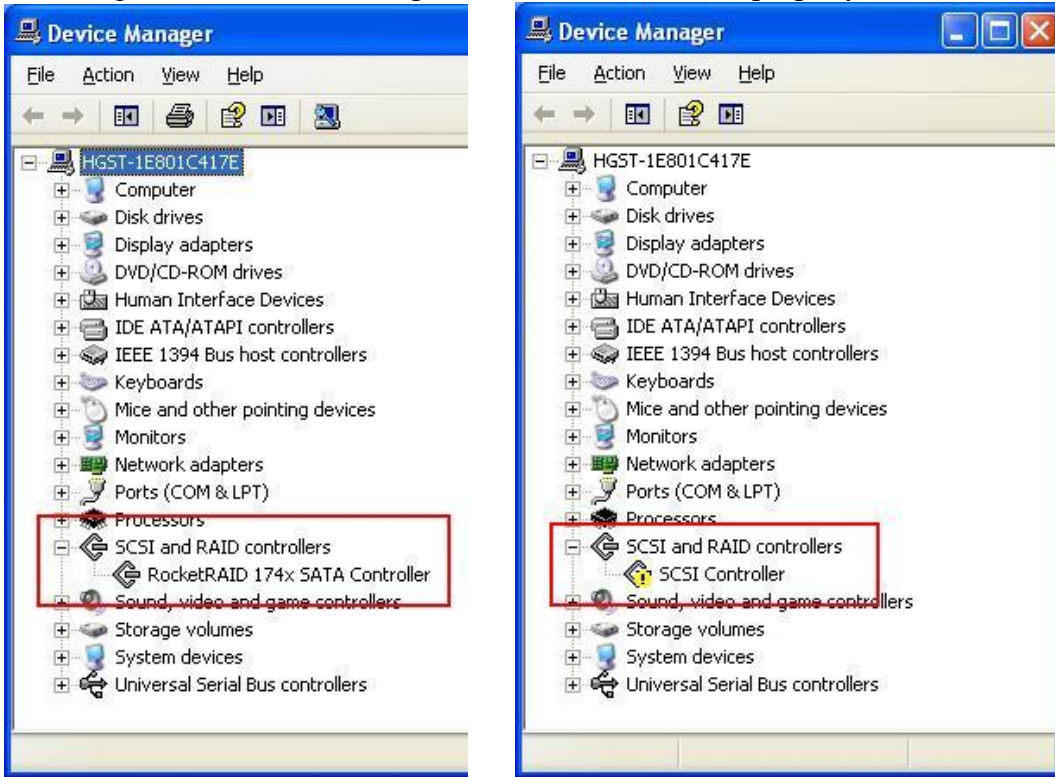 Device Manager
File Action View Help
HGST-1E801C417E
Computer
Disk drives
Display adapters
DVD/CD-ROM drives
Human Interface Devices
IDE ATA/ATAPI controllers
IEEE 1394 Bus host controllers
Keyboards
Mice and other pointing devices
Monitors
Network adapters
Ports (COM & LPT)
Processors
SCSI and RAID controllers
RocketRAID 174x SATA Controller
Sound, video and game controllers
Storage volumes
System devices
Universal Serial Bus controllers
Device Manager
File Action View Help
HGST-1E801C417E
Computer
Disk drives
Display adapters
DVD/CD-ROM drives
Human Interface Devices
IDE ATA/ATAPI controllers
IEEE 1394 Bus host controllers
Keyboards
Mice and other pointing devices
Monitors
Network adapters
Ports (COM & LPT)
Processors
SCSI and RAID controllers
SCSI Controller
Sound, video and game controllers
Storage volumes
System devices
Universal Serial Bus controllers